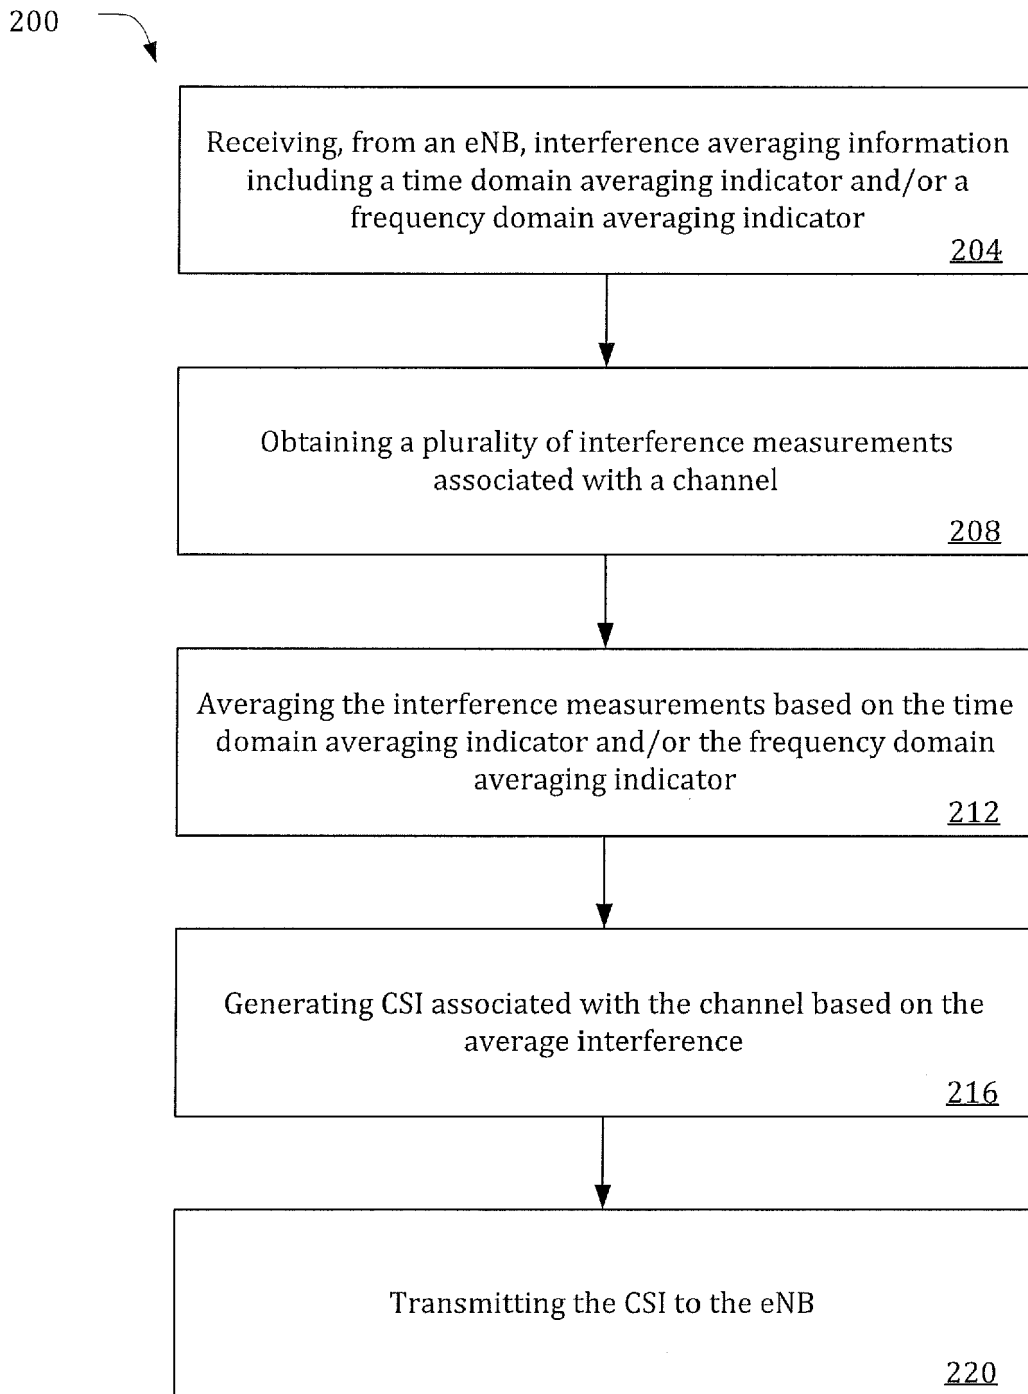 200
Receiving, from an eNB, interference averaging information
including a time domain averaging indicator and/or a
frequency domain averaging indicator
204
Obtaining a plurality of interference measurements
associated with a channel
208
Averaging the interference measurements based on the time
domain averaging indicator and/or the frequency domain
averaging indicator
212
Generating CSI associated with the channel based on the
average interference
216
Transmitting the CSI to the eNB
220